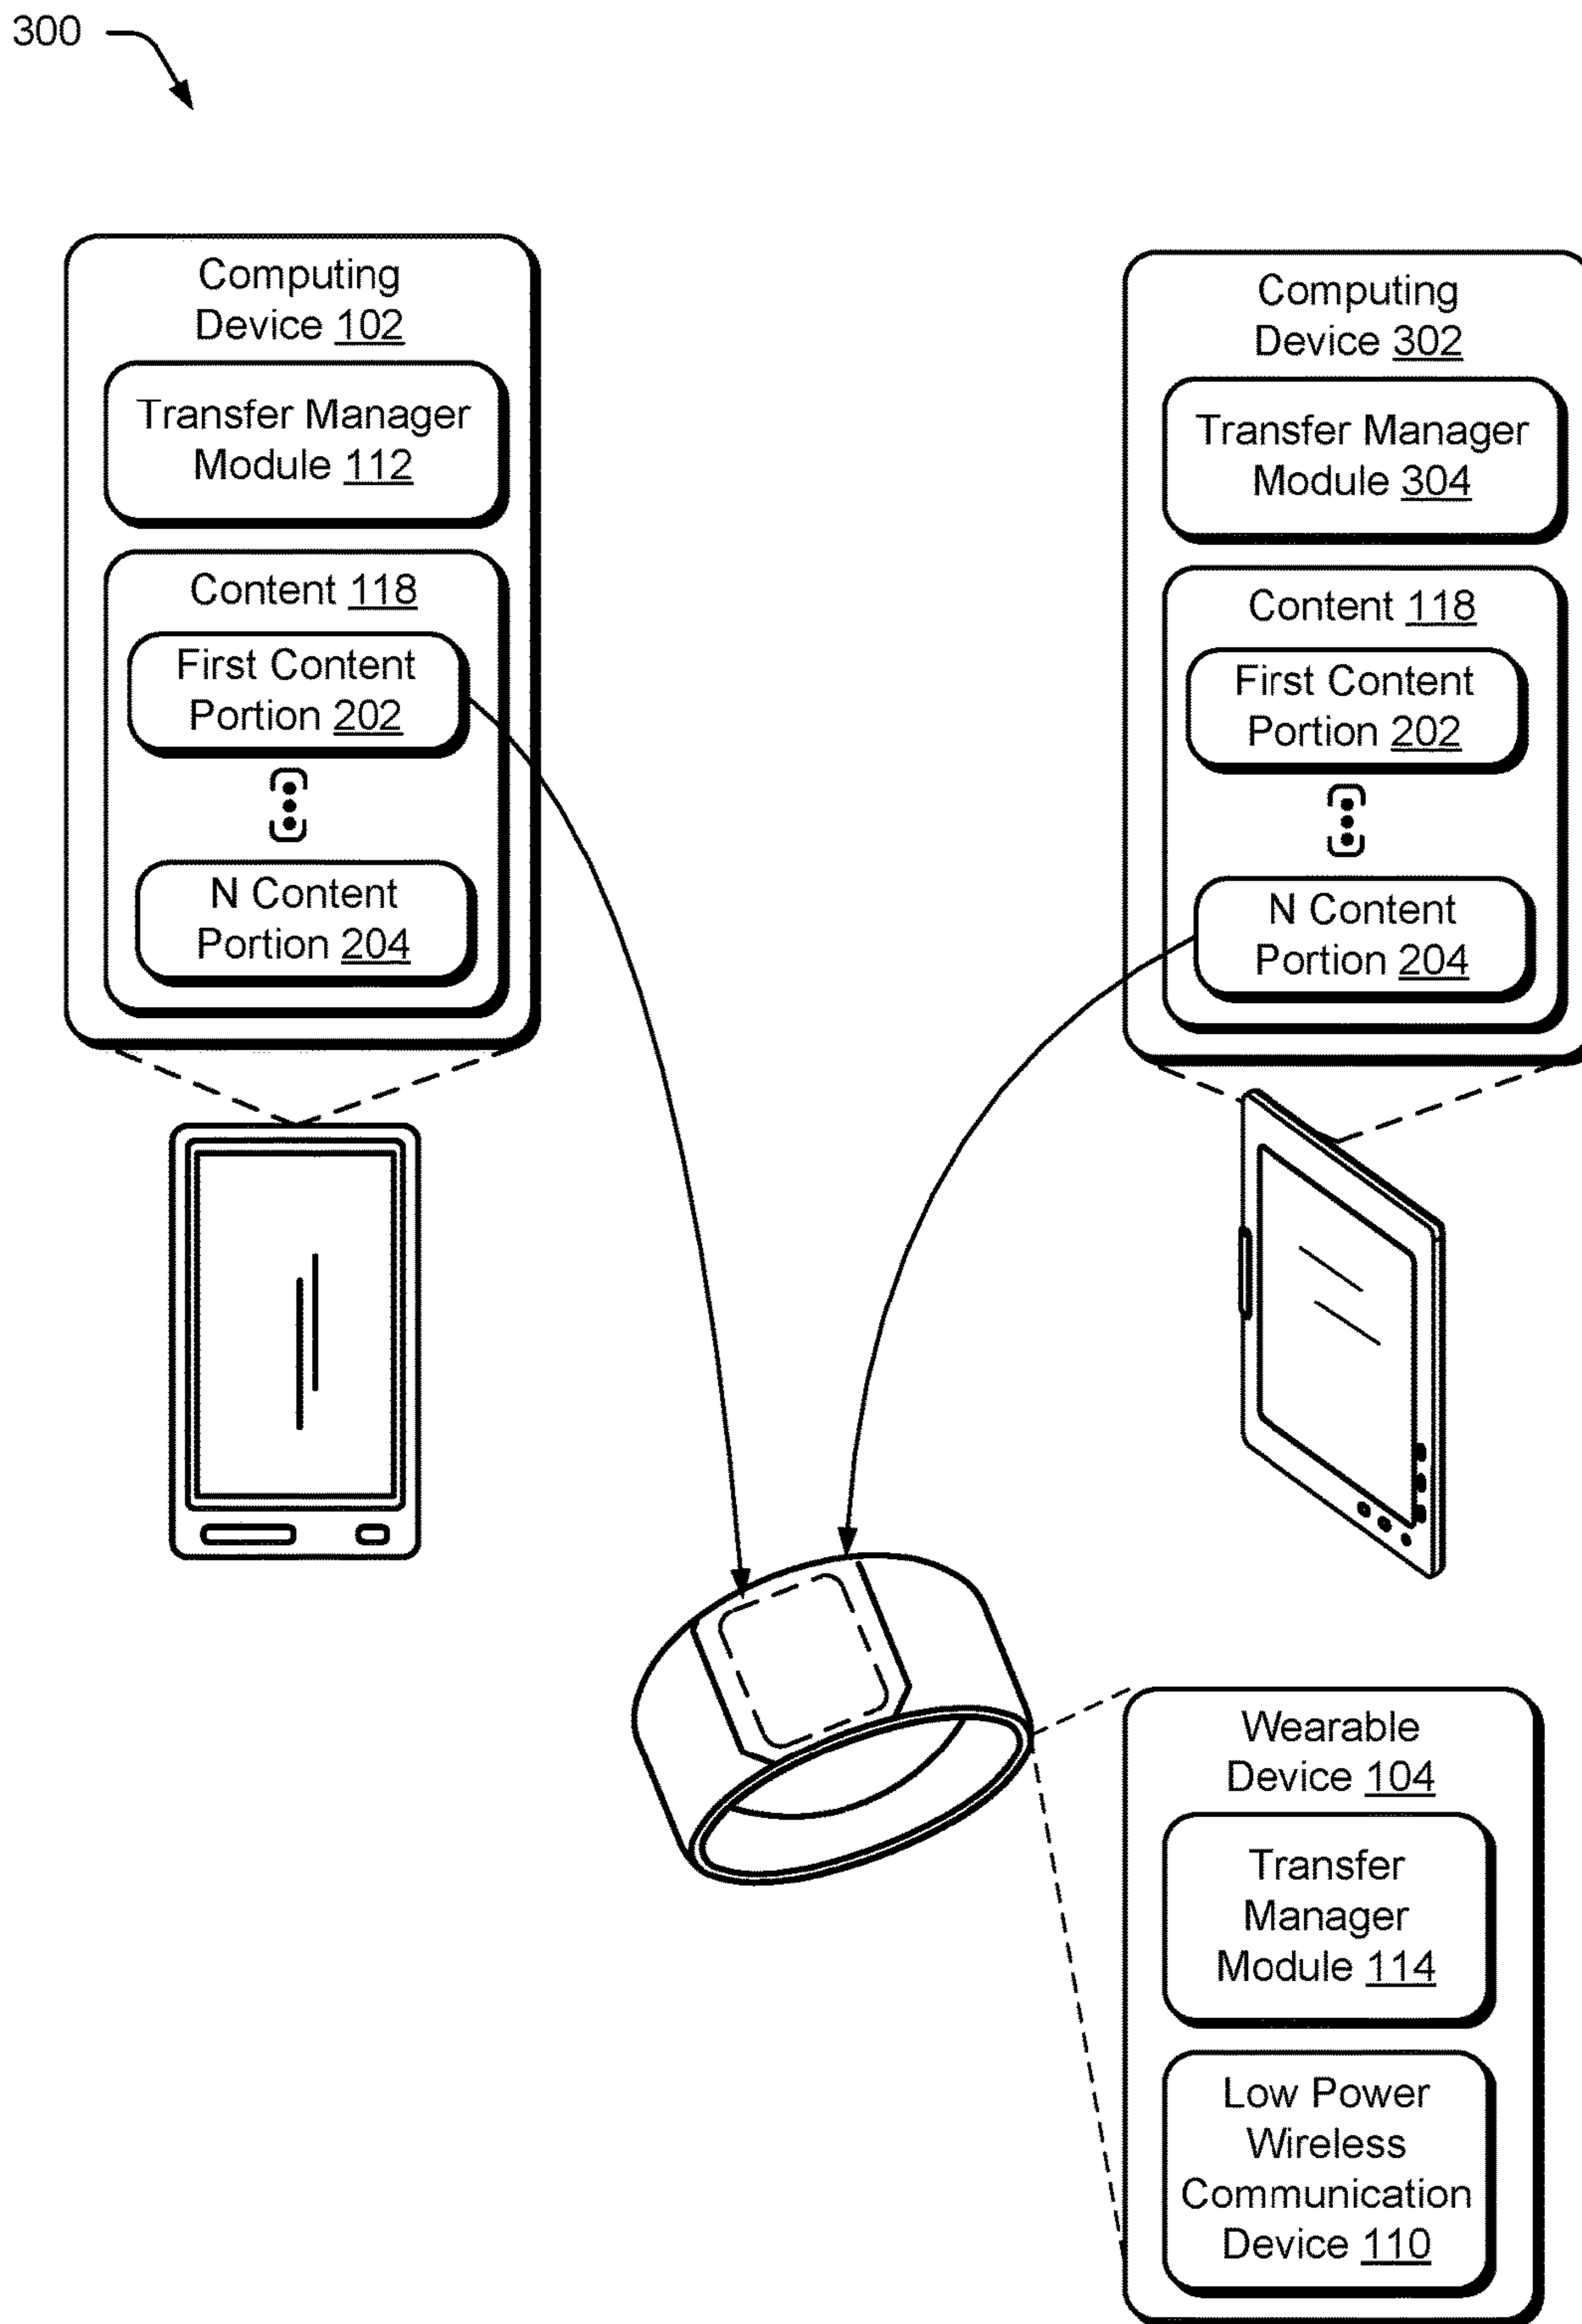 300
Computing
Device 102
Transfer Manager
Module 112
Content 118
First Content
Portion 202
N Content
Portion 204
Computing
Device 302
Transfer Manager
Module 304
Content 118
First Content
Portion 202
N Content
Portion 204
Wearable
Device 104
Transfer
Manager
Module 114
Low Power
Wireless
Communication
Device 110